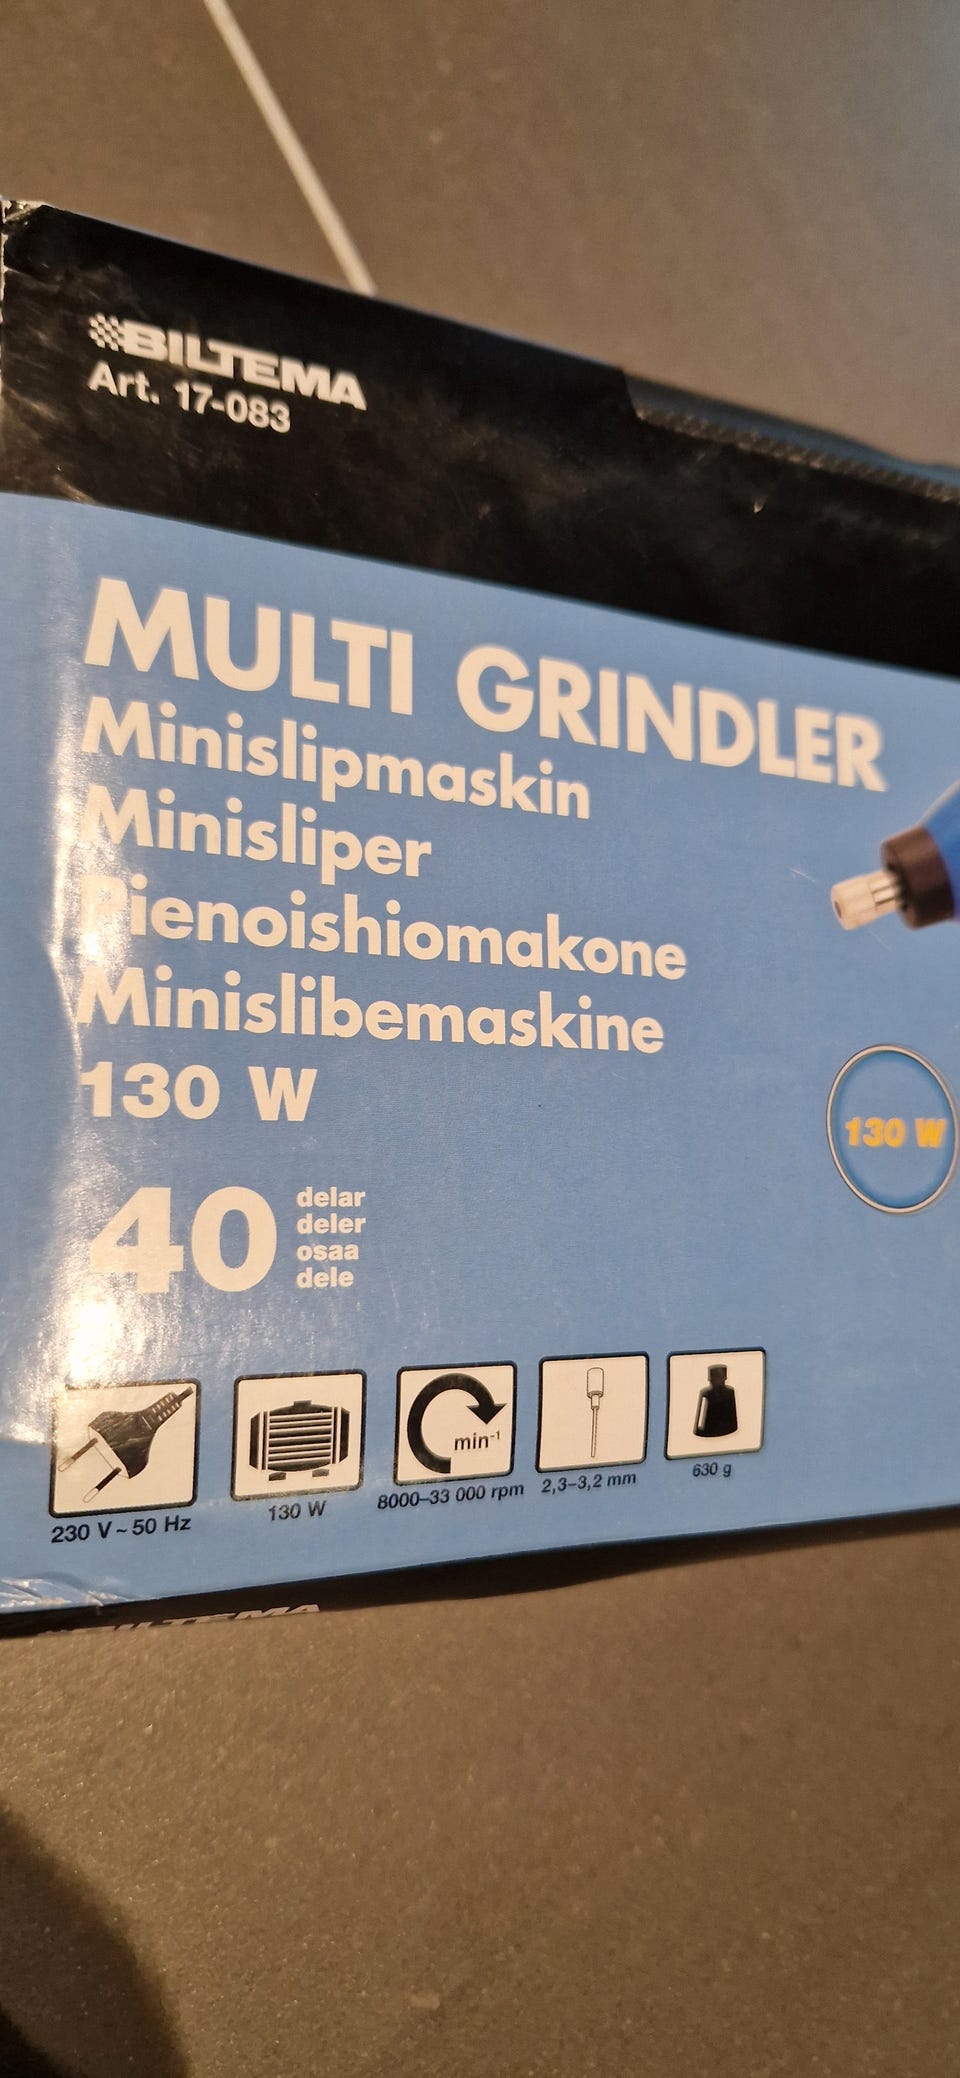 BILTEMA
Art. 17-083
MULTI GRINDLER
Minislipmaskin
Minisliper
Pienoishiomakone
Minislibemaskine
130 W
130 W
40 delar
deler
osaa
dele
min-1
230 V~50 Hz
130 W
8000–33 000 rpm
2,3–3,2 mm
630 g
BILTEMA